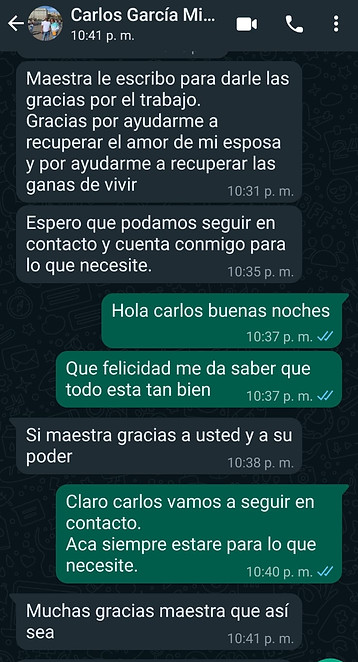 Carlos García Mi...
10:41 p. m.
Maestra le escribo para darle las
gracias por el trabajo.
Gracias por ayudarme a
recuperar el amor de mi esposa
y por ayudarme a recuperar las
ganas de vivir
10:31 p. m.
Espero que podamos seguir en
contacto y cuenta conmigo para
lo que necesite.
10:35 p. m.
Hola carlos buenas noches
10:37 p. m.
Que felicidad me da saber que
todo esta tan bien
10:37 p. m.
Si maestra gracias a usted y a su
poder
10:38 p. m.
Claro carlos vamos a seguir en
contacto.
Aca siempre estare para lo que
necesite.
10:40 p. m.
Muchas gracias maestra que así
sea
10:41 p. m.